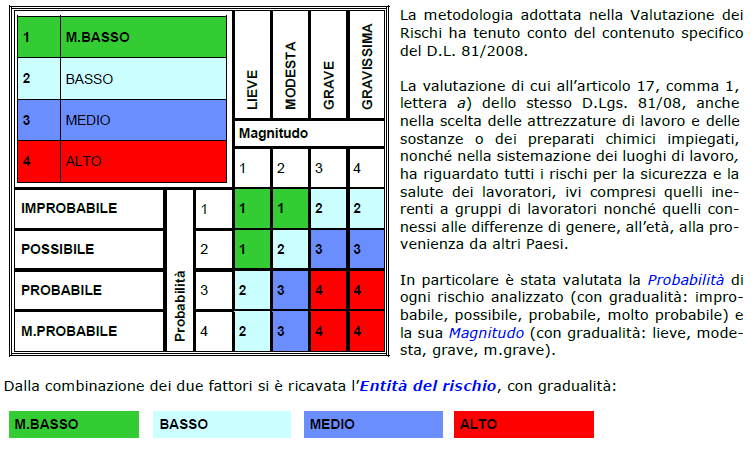 1 M.BASSO
2 BASSO
3 MEDIO
4 ALTO
LIEVE
MODESTA
GRAVE
GRAVISSIMA
Magnitudo
1 2 3 4
Probabilità
IMPROBABILE 1 1 1 2 2
POSSIBILE 2 1 2 3 3
PROBABILE 3 2 3 4 4
M.PROBABILE 4 2 3 4 4
La metodologia adottata nella Valutazione dei
Rischi ha tenuto conto del contenuto specifico
del D.L. 81/2008.
La valutazione di cui all'articolo 17, comma 1,
lettera a) dello stesso D.Lgs. 81/08, anche
nella scelta delle attrezzature di lavoro e delle
sostanze o dei preparati chimici impiegati,
nonché nella sistemazione dei luoghi di lavoro,
ha riguardato tutti i rischi per la sicurezza e la
salute dei lavoratori, ivi compresi quelli ine-
renti a gruppi di lavoratori nonché quelli con-
nessi alle differenze di genere, all'età, alla pro-
venienza da altri Paesi.
In particolare è stata valutata la Probabilità di
ogni rischio analizzato (con gradualità: impro-
babile, possibile, probabile, molto probabile) e
la sua Magnitudo (con gradualità: lieve, mode-
sta, grave, m.grave).
Dalla combinazione dei due fattori si è ricavata l'Entità del rischio, con gradualità:
M.BASSO BASSO MEDIO ALTO